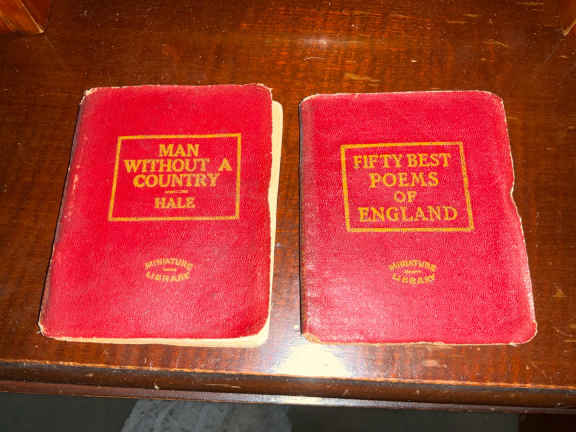 MAN
WITHOUT A
COUNTRY
HALE
MINIATURE
LIBRARY
FIFTY BEST
POEMS
OF
ENGLAND
MINIATURE
LIBRARY